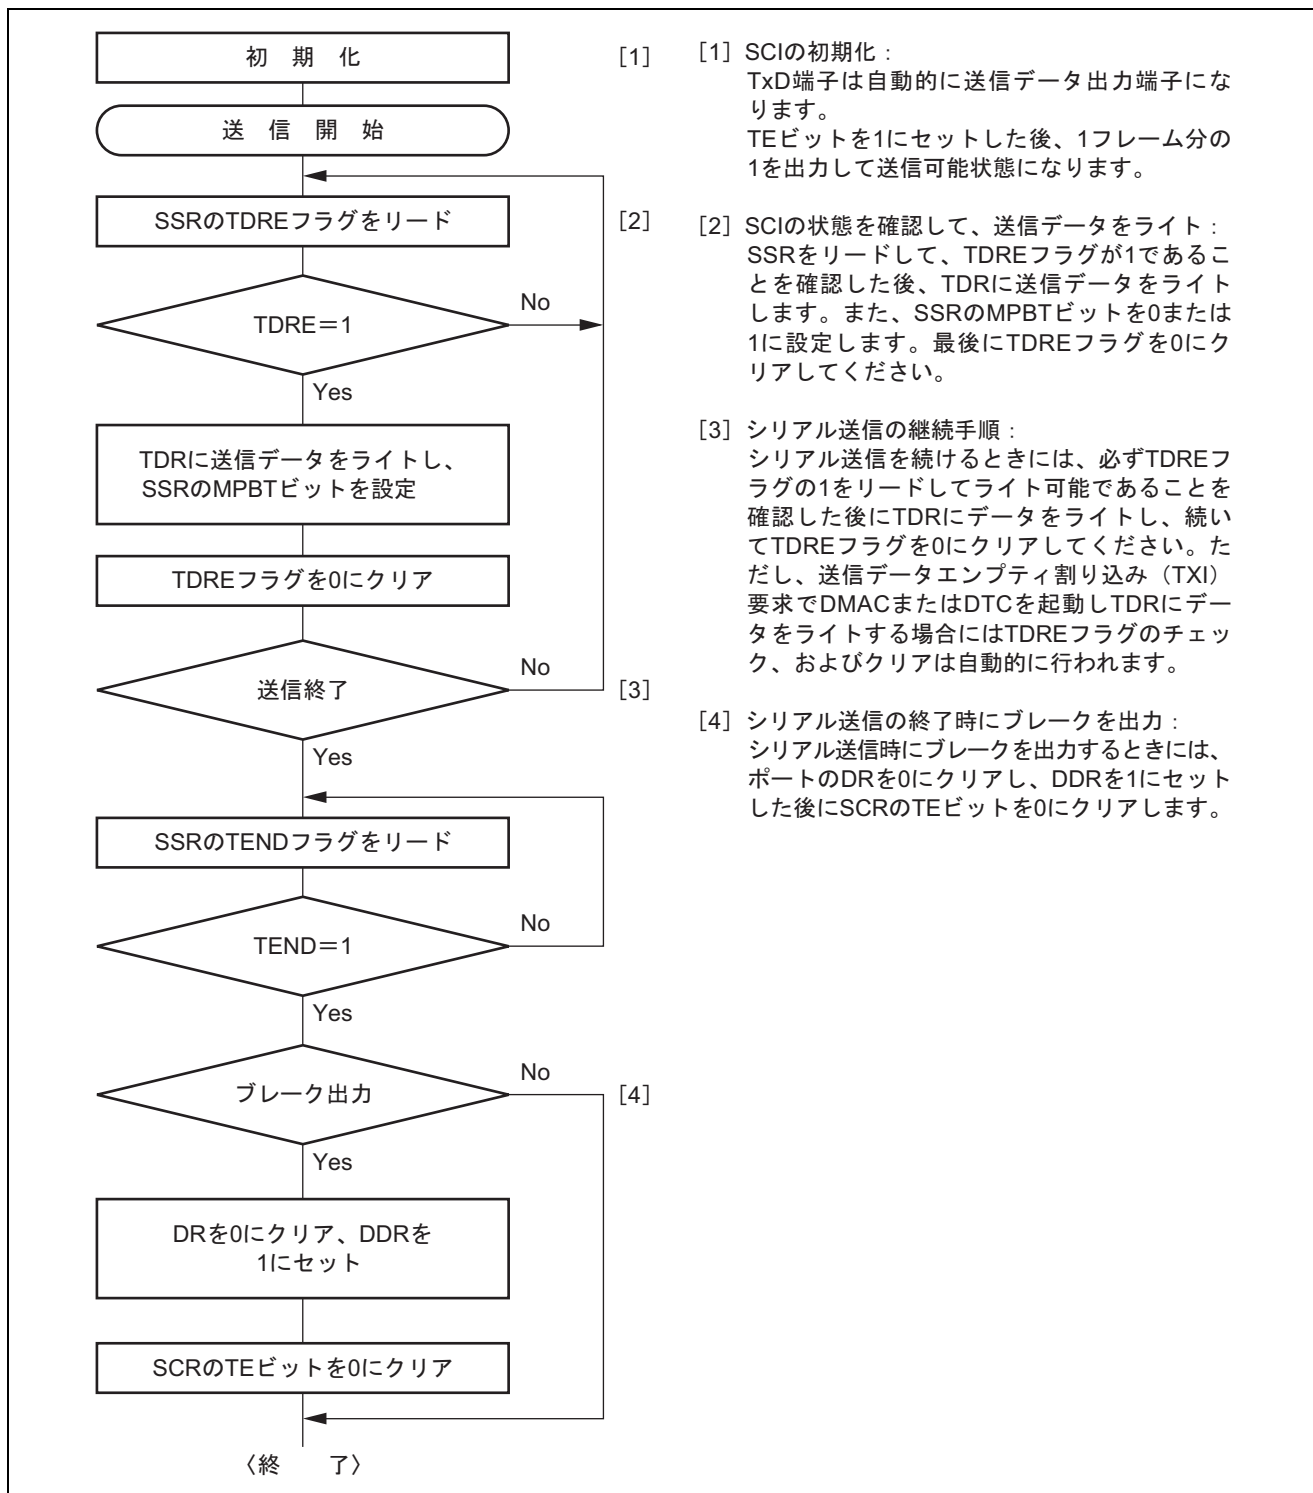 初 期 化
[1]
送 信 開 始
SSRのTDREフラグをリード
[2]
TDRE=1
No
Yes
TDRに送信データをライトし、
SSRのMPBTビットを設定
TDREフラグを0にクリア
送信終了
No
[3]
Yes
SSRのTENDフラグをリード
TEND=1
No
Yes
ブレーク出力
No
[4]
Yes
DRを0にクリア、DDRを
1にセット
SCRのTEビットを0にクリア
〈終 了〉
[1] SCIの初期化:
TxD端子は自動的に送信データ出力端子にな
ります。
TEビットを1にセットした後、1フレーム分の
1を出力して送信可能状態になります。
[2] SCIの状態を確認して、送信データをライト:
SSRをリードして、TDREフラグが1であるこ
とを確認した後、TDRに送信データをライト
します。また、SSRのMPBTビットを0または
1に設定します。最後にTDREフラグを0にク
リアしてください。
[3] シリアル送信の継続手順:
シリアル送信を続けるときには、必ずTDREフ
ラグの1をリードしてライト可能であることを
確認した後にTDRにデータをライトし、続い
てTDREフラグを0にクリアしてください。た
だし、送信データエンプティ割り込み(TXI)
要求でDMACまたはDTCを起動しTDRにデー
タをライトする場合にはTDREフラグのチェッ
ク、およびクリアは自動的に行われます。
[4] シリアル送信の終了時にブレークを出力:
シリアル送信時にブレークを出力するときには、
ポートのDRを0にクリアし、DDRを1にセット
した後にSCRのTEビットを0にクリアします。